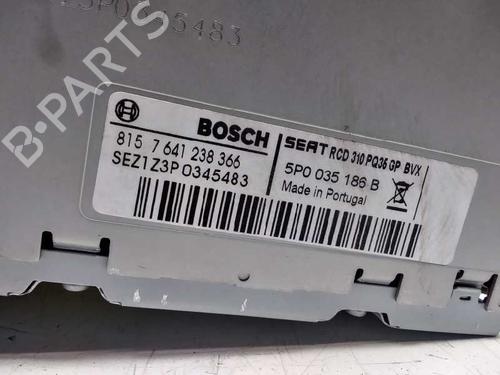 Z3P0345483
BOSCH
815 7 641 238 366
SEZ1Z3P0345483
SEAT RCD 310 PQ35 GP BVX
5P0 035 186 B
Made in Portugal
B-PARTS